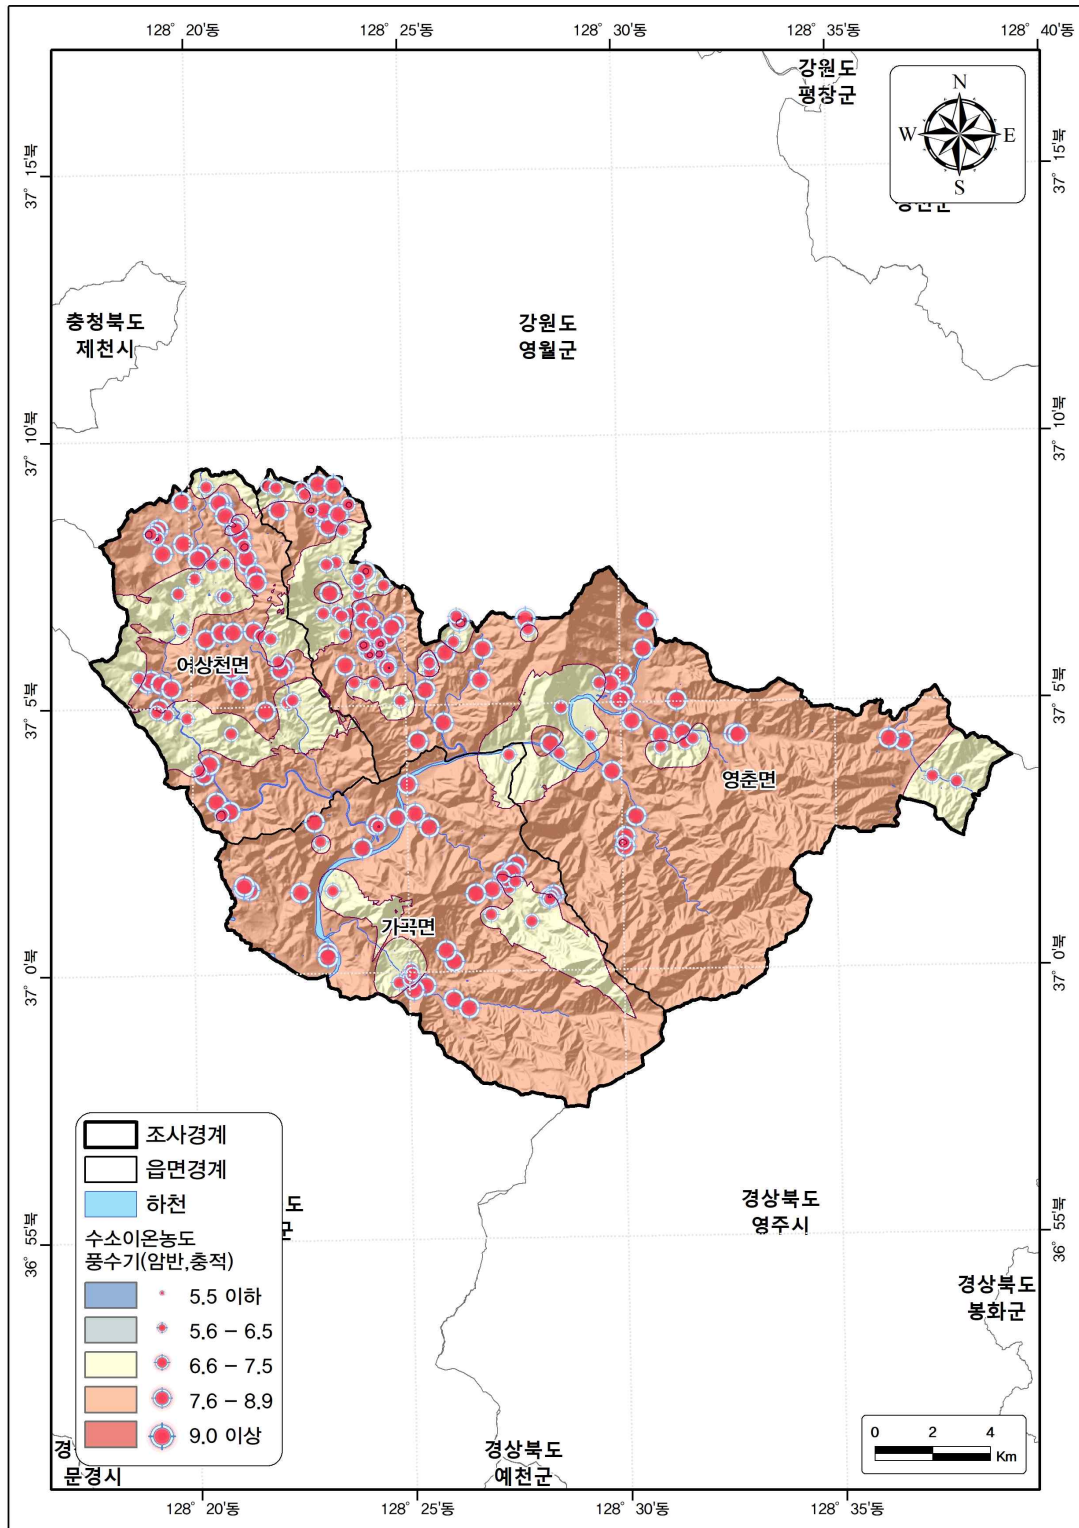 128° 20'동
128° 25'동
128° 30'동
128° 35'동
128° 40'동
강원도
평창군
N
W
E
S
37° 15'북
37° 15'북
충청북도
제천시
강원도
영월군
37° 10'북
37° 10'북
어상천면
37° 5'북
37° 5'북
영춘면
가곡면
37° 0'북
37° 0'북
조사경계
읍면경계
하천
수소이온농도
풍수기(암반,충적)
5.5 이하
5.6 – 6.5
6.6 – 7.5
7.6 – 8.9
9.0 이상
도
군
경상북도
영주시
36° 55'북
36° 55'북
경상북도
봉화군
0 2 4
Km
문경시
경상북도
예천군
128° 20'동
128° 25'동
128° 30'동
128° 35'동